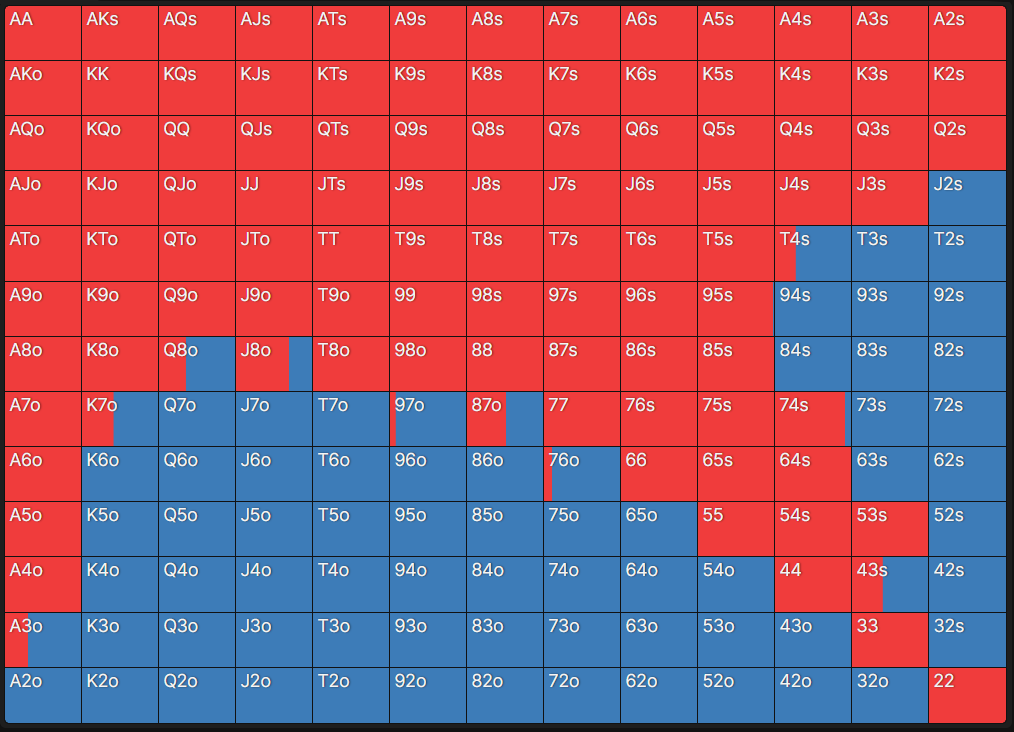 AA AKs AQs AJs ATs A9s A8s A7s A6s A5s A4s A3s A2s
AKo KK KQs KJs KTs K9s K8s K7s K6s K5s K4s K3s K2s
AQo KQo QQ QJs QTs Q9s Q8s Q7s Q6s Q5s Q4s Q3s Q2s
AJo KJo QJo JJ JTs J9s J8s J7s J6s J5s J4s J3s J2s
ATo KTo QTo JTo TT T9s T8s T7s T6s T5s T4s T3s T2s
A9o K9o Q9o J9o T9o 99 98s 97s 96s 95s 94s 93s 92s
A8o K8o Q8o J8o T8o 98o 88 87s 86s 85s 84s 83s 82s
A7o K7o Q7o J7o T7o 97o 87o 77 76s 75s 74s 73s 72s
A6o K6o Q6o J6o T6o 96o 86o 76o 66 65s 64s 63s 62s
A5o K5o Q5o J5o T5o 95o 85o 75o 65o 55 54s 53s 52s
A4o K4o Q4o J4o T4o 94o 84o 74o 64o 54o 44 43s 42s
A3o K3o Q3o J3o T3o 93o 83o 73o 63o 53o 43o 33 32s
A2o K2o Q2o J2o T2o 92o 82o 72o 62o 52o 42o 32o 22